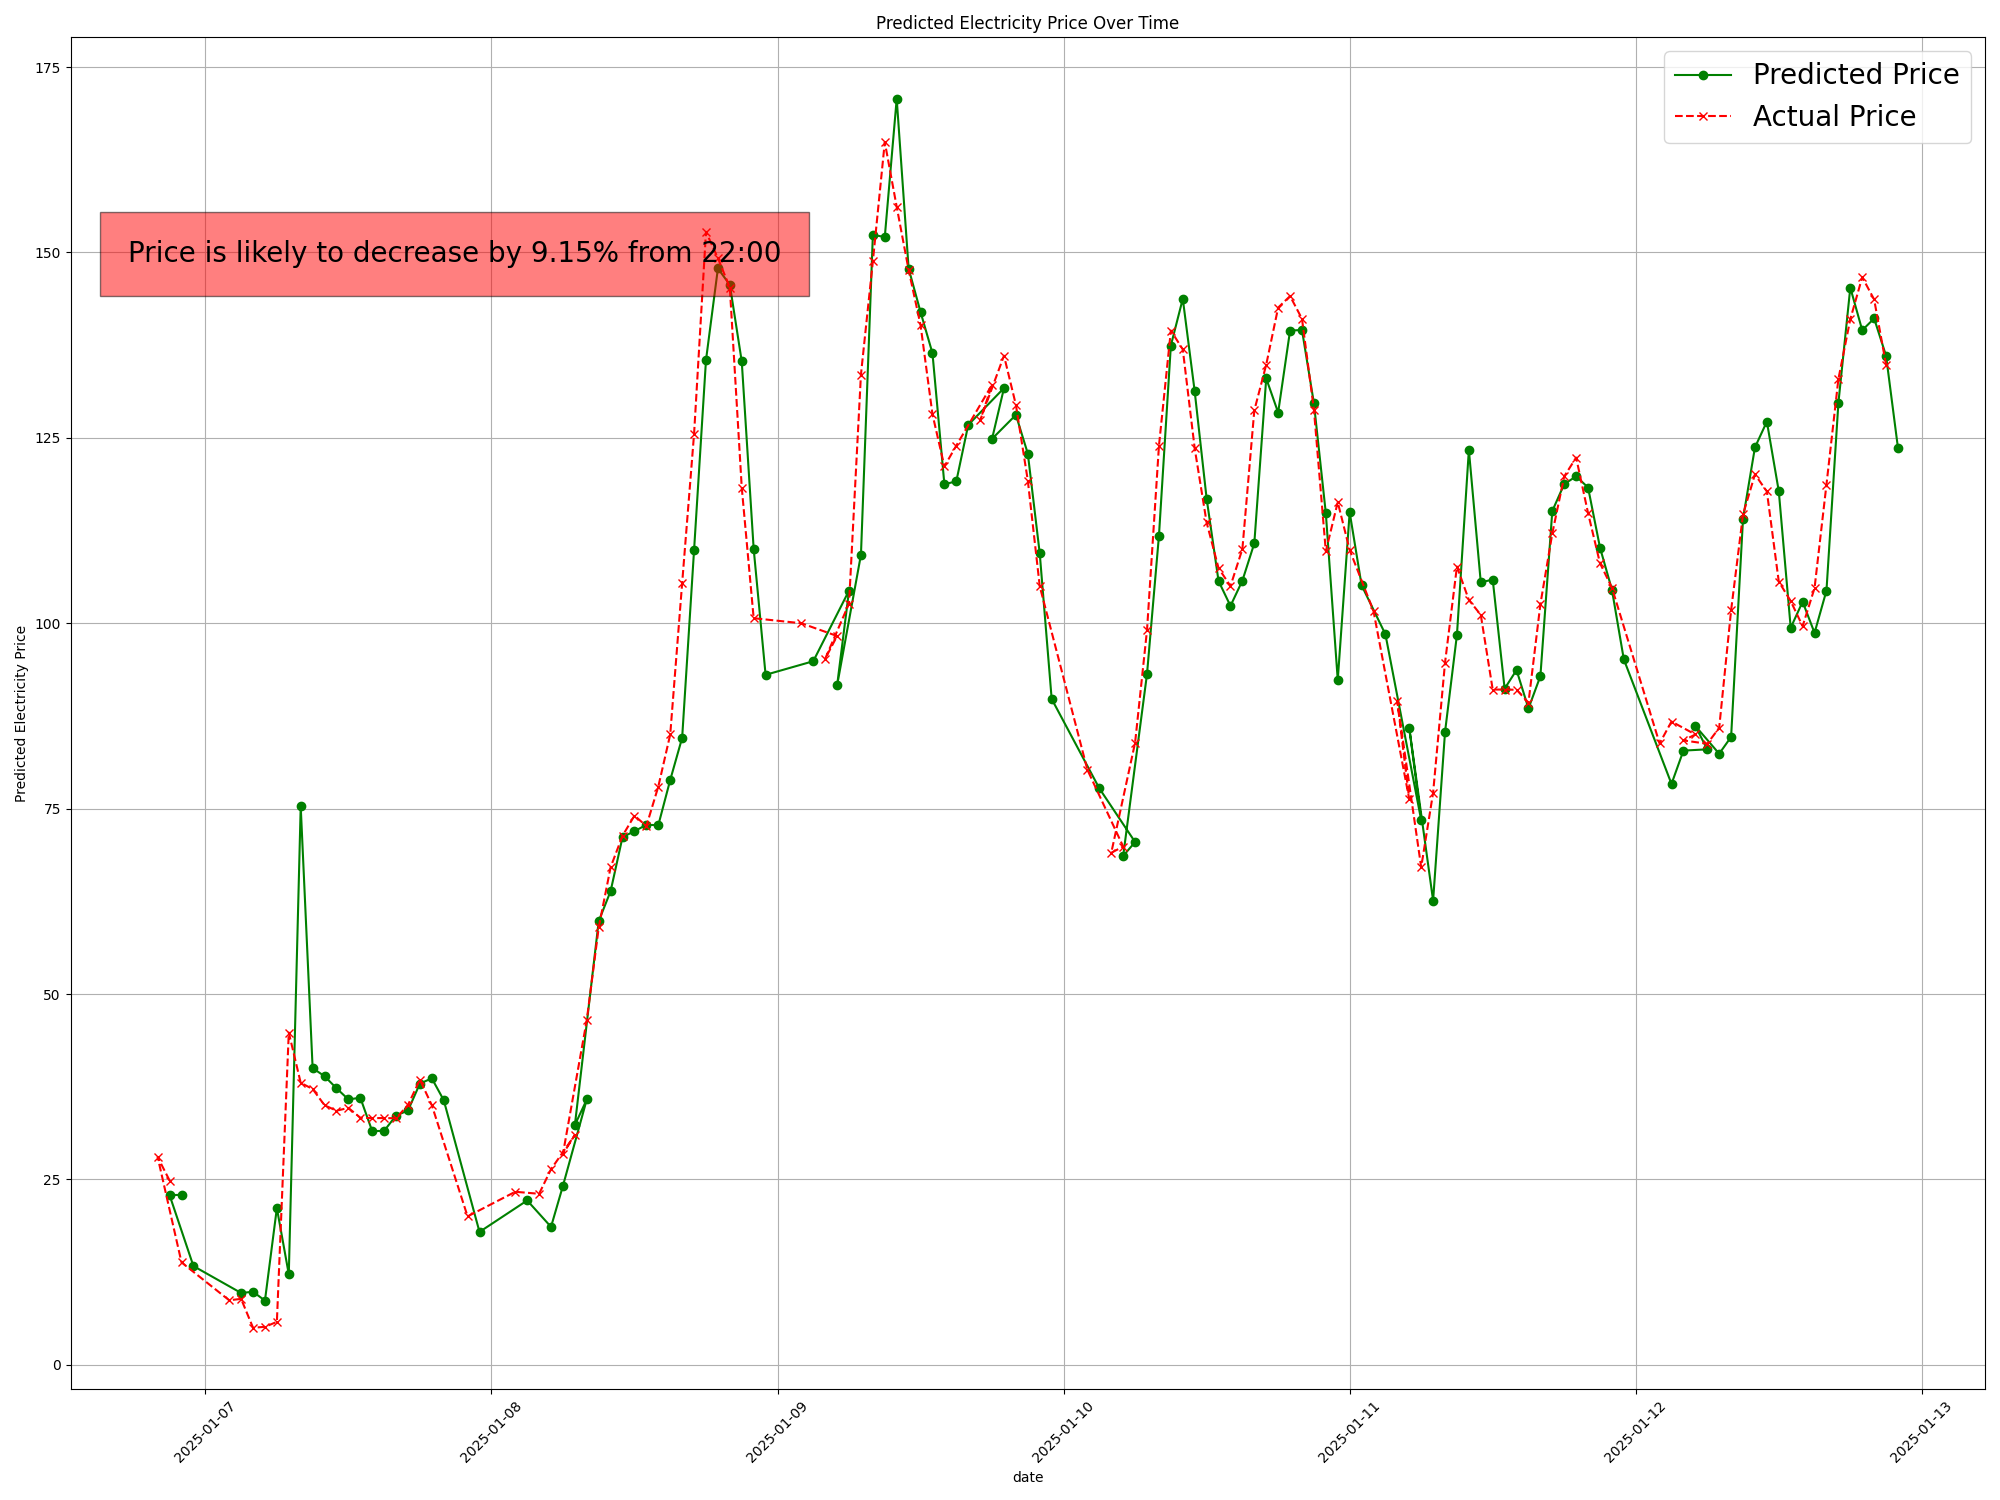 Predicted Electricity Price Over Time
Predicted Price
Actual Price
Price is likely to decrease by 9.15% from 22:00
Predicted Electricity Price
175
150
125
100
75
50
25
0
2025-01-07
2025-01-08
2025-01-09
2025-01-10
2025-01-11
2025-01-12
2025-01-13
date